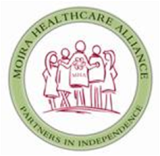 MOIRA HEALTHCARE ALLIANCE
PARTNERS IN INDEPENDENCE